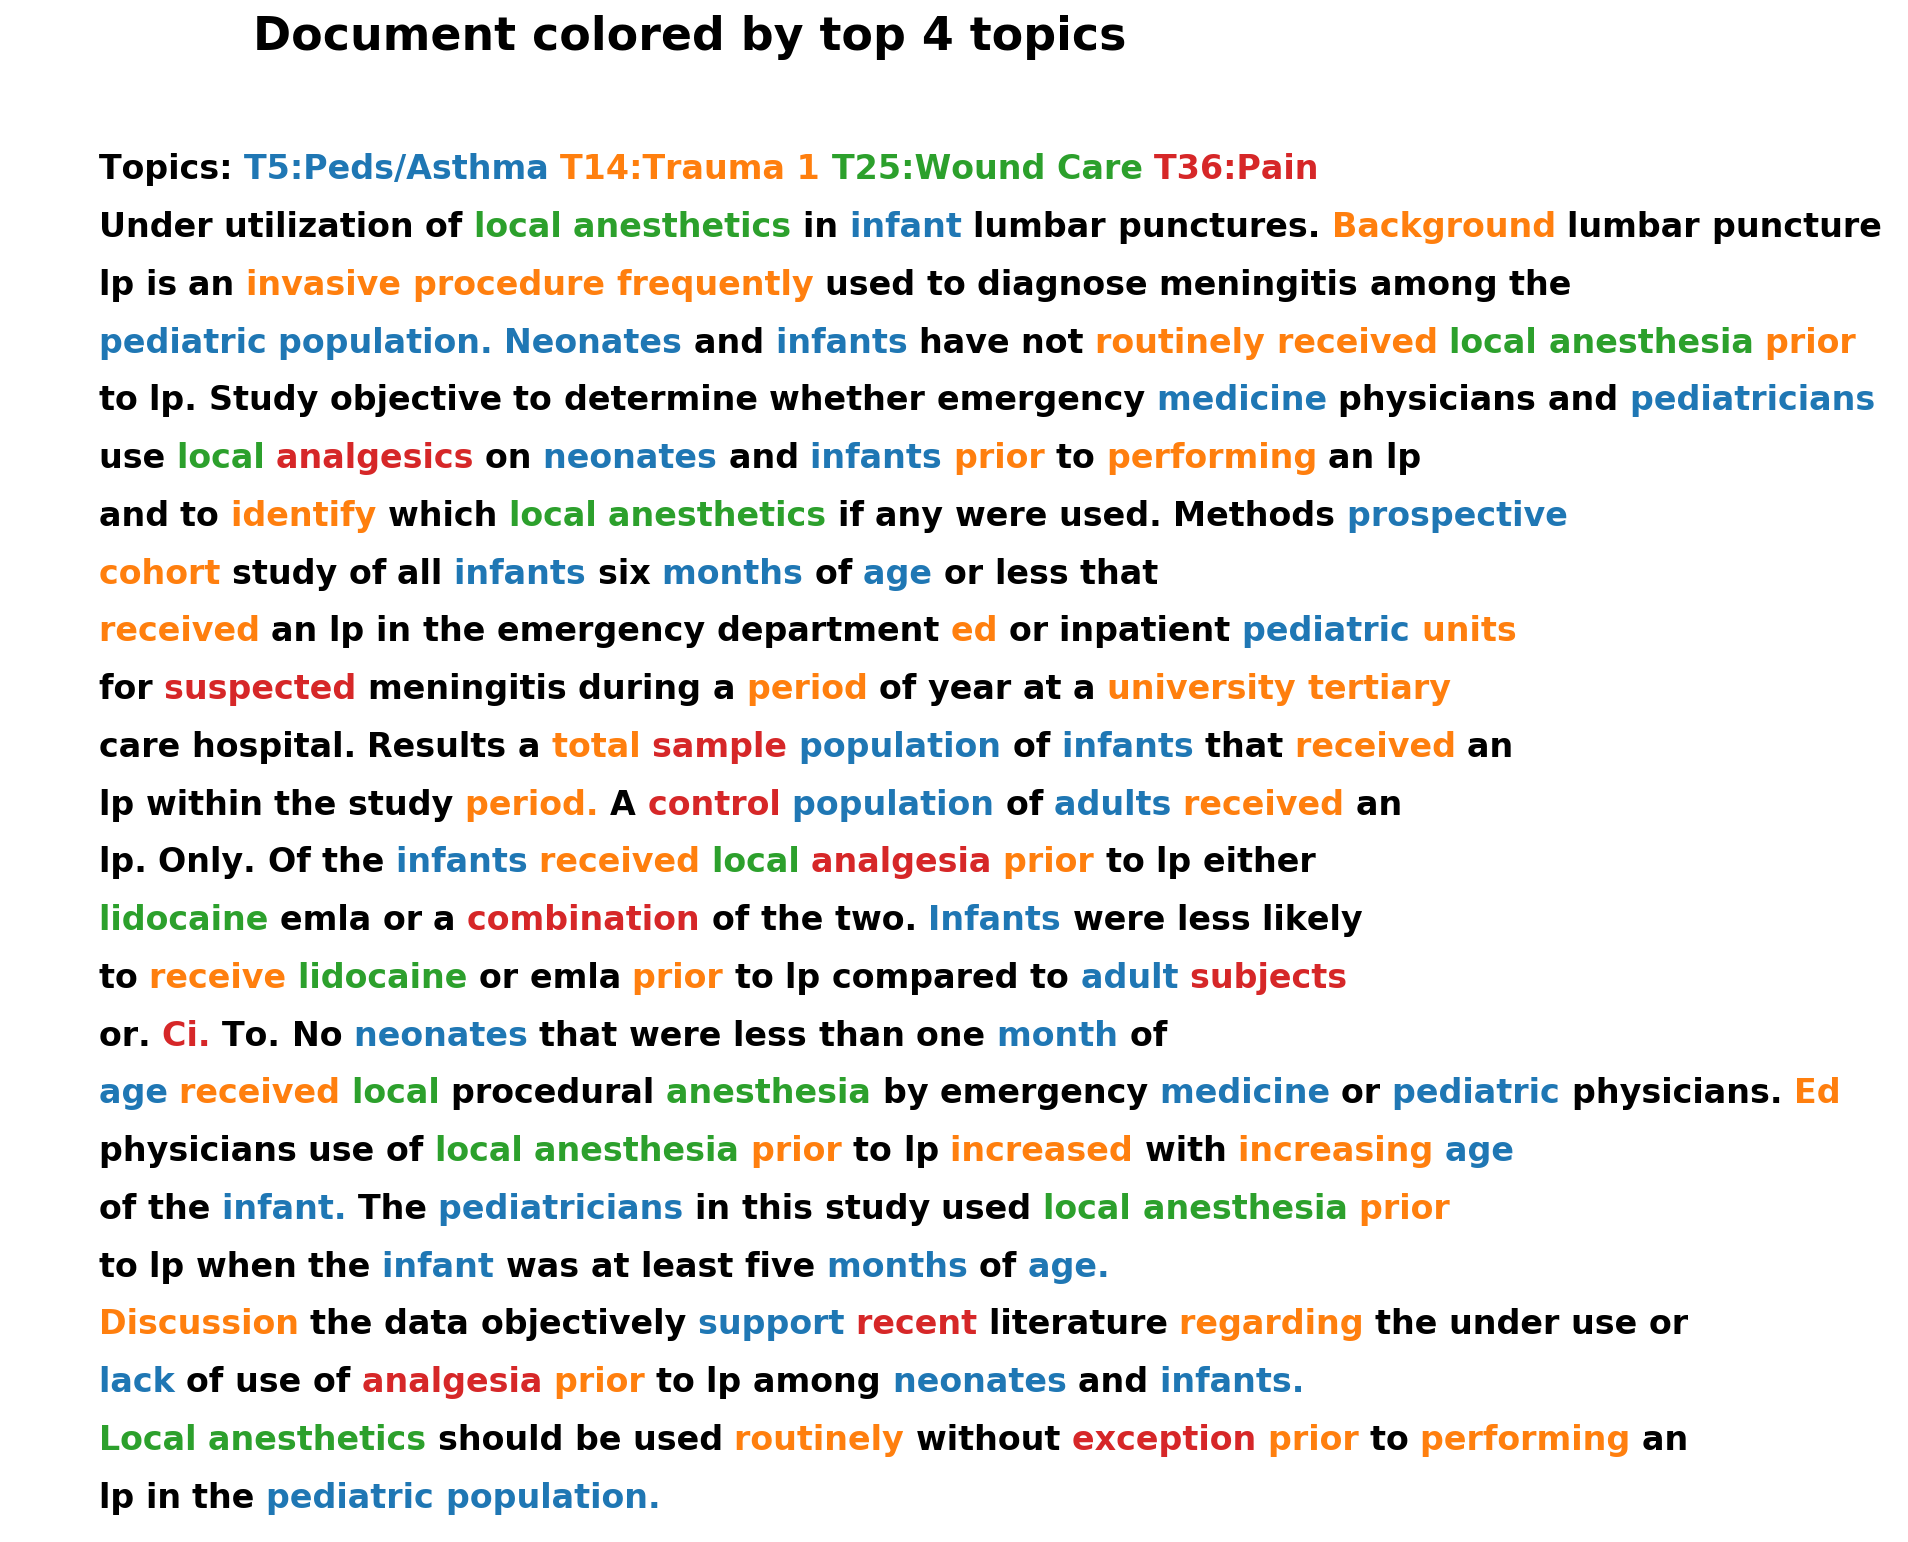 Document colored by top 4 topics
Topics: T5:Peds/Asthma T14:Trauma 1 T25:Wound Care T36:Pain
Under utilization of local anesthetics in infant lumbar punctures. Background lumbar puncture
lp is an invasive procedure frequently used to diagnose meningitis among the
pediatric population. Neonates and infants have not routinely received local anesthesia prior
to lp. Study objective to determine whether emergency medicine physicians and pediatricians
use local analgesics on neonates and infants prior to performing an lp
and to identify which local anesthetics if any were used. Methods prospective
cohort study of all infants six months of age or less that
received an lp in the emergency department ed or inpatient pediatric units
for suspected meningitis during a period of year at a university tertiary
care hospital. Results a total sample population of infants that received an
lp within the study period. A control population of adults received an
lp. Only. Of the infants received local analgesia prior to lp either
lidocaine emla or a combination of the two. Infants were less likely
to receive lidocaine or emla prior to lp compared to adult subjects
or. Ci. To. No neonates that were less than one month of
age received local procedural anesthesia by emergency medicine or pediatric physicians. Ed
physicians use of local anesthesia prior to lp increased with increasing age
of the infant. The pediatricians in this study used local anesthesia prior
to lp when the infant was at least five months of age.
Discussion the data objectively support recent literature regarding the under use or
lack of use of analgesia prior to lp among neonates and infants.
Local anesthetics should be used routinely without exception prior to performing an
lp in the pediatric population.